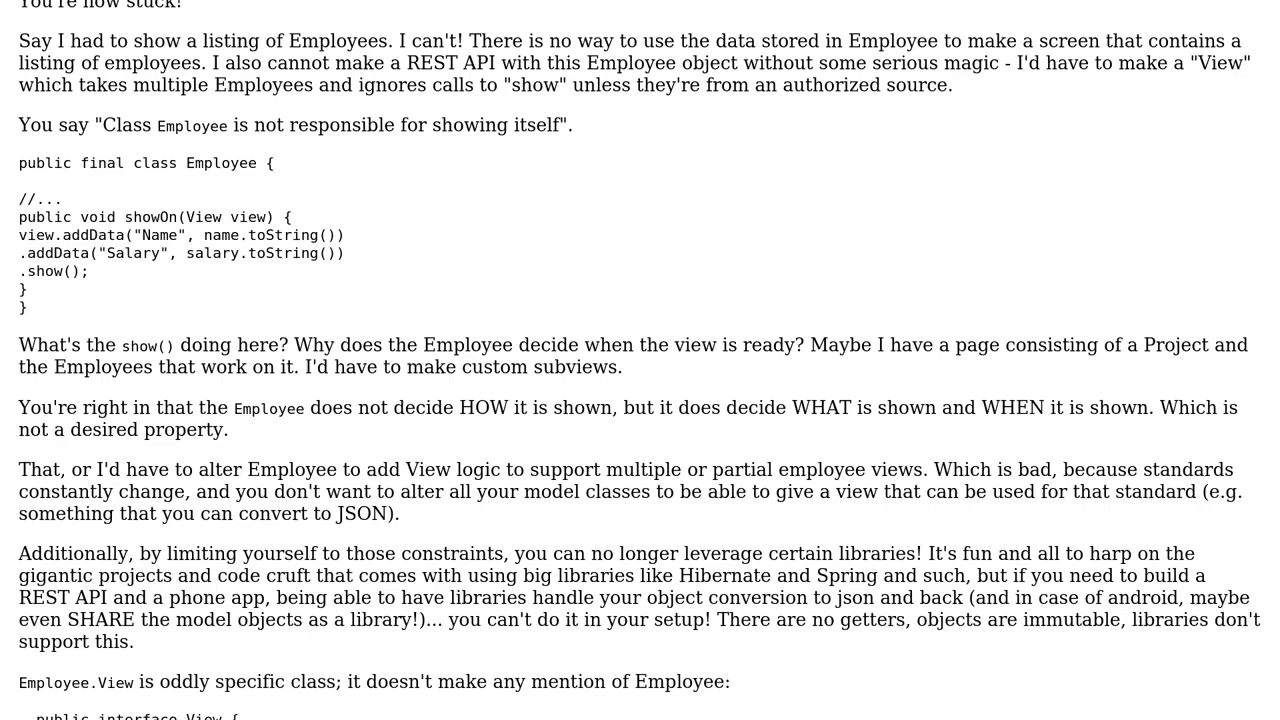 You're now stuck!
Say I had to show a listing of Employees. I can't! There is no way to use the data stored in Employee to make a screen that contains a
listing of employees. I also cannot make a REST API with this Employee object without some serious magic - I'd have to make a "View"
which takes multiple Employees and ignores calls to "show" unless they're from an authorized source.
You say "Class Employee is not responsible for showing itself".
public final class Employee {
//...
public void showOn(View view) {
view.addData("Name", name.toString())
.addData("Salary", salary.toString())
.show();
}
}
What's the show() doing here? Why does the Employee decide when the view is ready? Maybe I have a page consisting of a Project and
the Employees that work on it. I'd have to make custom subviews.
You're right in that the Employee does not decide HOW it is shown, but it does decide WHAT is shown and WHEN it is shown. Which is
not a desired property.
That, or I'd have to alter Employee to add View logic to support multiple or partial employee views. Which is bad, because standards
constantly change, and you don't want to alter all your model classes to be able to give a view that can be used for that standard (e.g.
something that you can convert to JSON).
Additionally, by limiting yourself to those constraints, you can no longer leverage certain libraries! It's fun and all to harp on the
gigantic projects and code cruft that comes with using big libraries like Hibernate and Spring and such, but if you need to build a
REST API and a phone app, being able to have libraries handle your object conversion to json and back (and in case of android, maybe
even SHARE the model objects as a library!)... you can't do it in your setup! There are no getters, objects are immutable, libraries don't
support this.
Employee.View is oddly specific class; it doesn't make any mention of Employee:
public interface View {